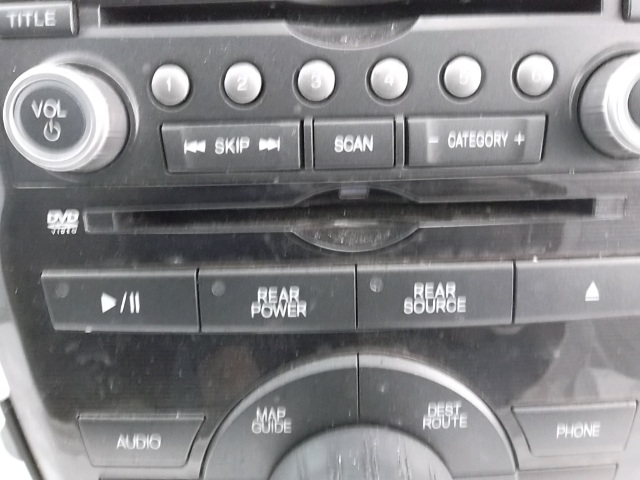 TITLE
1 2 3 4 5 6
VOL
SKIP SCAN - CATEGORY +
DVD
VIDEO
REAR
POWER
REAR
SOURCE
MAP
GUIDE
DEST
ROUTE
AUDIO
PHONE